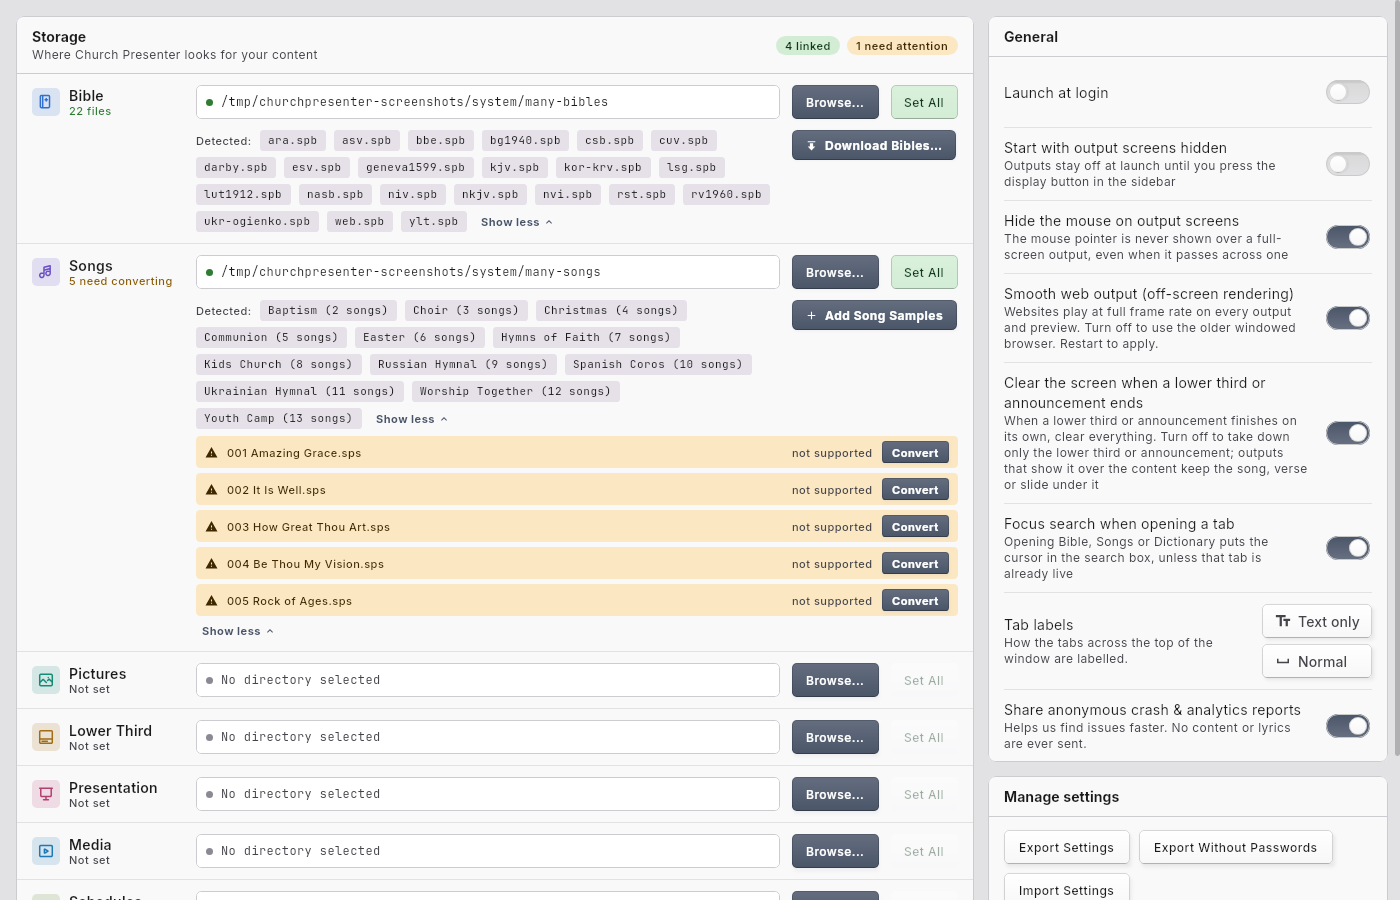 Storage
Where Church Presenter looks for your content
4 linked
1 need attention
Bible
22 files
/tmp/churchpresenter-screenshots/system/many-bibles
Browse...
Set All
Detected: ara.spb asv.spb bbe.spb bg1940.spb csb.spb cuv.spb
darby.spb esv.spb geneva1599.spb kjv.spb kor-krv.spb lsg.spb
lut1912.spb nasb.spb niv.spb nkjv.spb nvi.spb rst.spb rv1960.spb
ukr-ogienko.spb web.spb ylt.spb Show less
Download Bibles...
Songs
5 need converting
/tmp/churchpresenter-screenshots/system/many-songs
Browse...
Set All
Detected: Baptism (2 songs) Choir (3 songs) Christmas (4 songs)
Communion (5 songs) Easter (6 songs) Hymns of Faith (7 songs)
Kids Church (8 songs) Russian Hymnal (9 songs) Spanish Coros (10 songs)
Ukrainian Hymnal (11 songs) Worship Together (12 songs)
Youth Camp (13 songs) Show less
+ Add Song Samples
001 Amazing Grace.sps not supported Convert
002 It Is Well.sps not supported Convert
003 How Great Thou Art.sps not supported Convert
004 Be Thou My Vision.sps not supported Convert
005 Rock of Ages.sps not supported Convert
Show less
Pictures
Not set
No directory selected
Browse...
Set All
Lower Third
Not set
No directory selected
Browse...
Set All
Presentation
Not set
No directory selected
Browse...
Set All
Media
Not set
No directory selected
Browse...
Set All
General
Launch at login
Start with output screens hidden
Outputs stay off at launch until you press the
display button in the sidebar
Hide the mouse on output screens
The mouse pointer is never shown over a full-
screen output, even when it passes across one
Smooth web output (off-screen rendering)
Websites play at full frame rate on every output
and preview. Turn off to use the older windowed
browser. Restart to apply.
Clear the screen when a lower third or
announcement ends
When a lower third or announcement finishes on
its own, clear everything. Turn off to take down
only the lower third or announcement; outputs
that show it over the content keep the song, verse
or slide under it
Focus search when opening a tab
Opening Bible, Songs or Dictionary puts the
cursor in the search box, unless that tab is
already live
Tab labels
How the tabs across the top of the
window are labelled.
Text only
Normal
Share anonymous crash & analytics reports
Helps us find issues faster. No content or lyrics
are ever sent.
Manage settings
Export Settings
Export Without Passwords
Import Settings